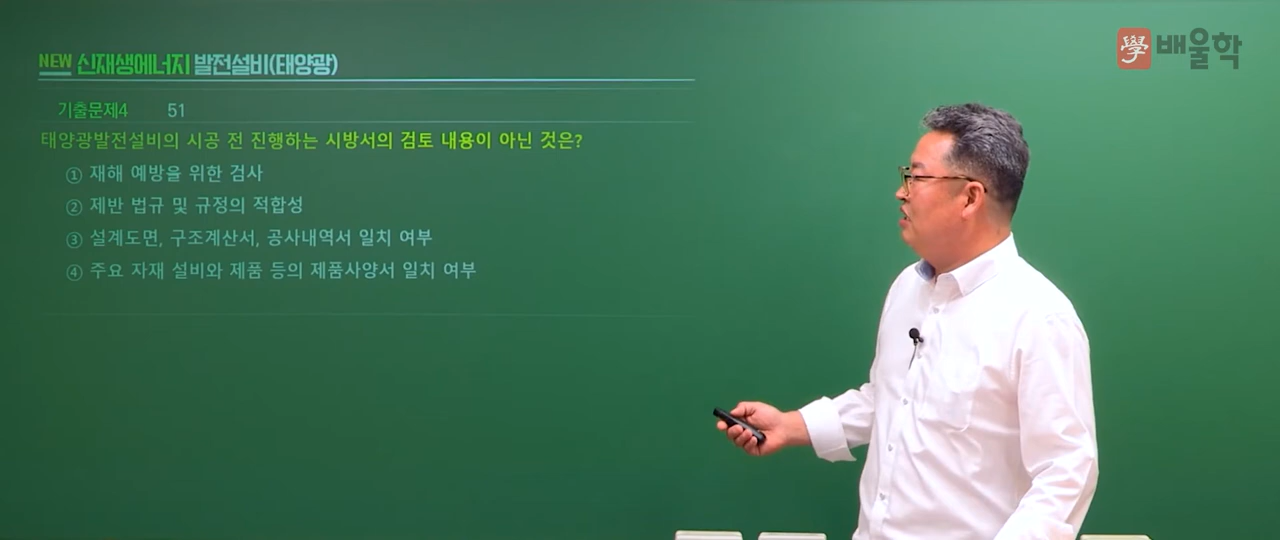 NEW 신재생에너지 발전설비(태양광)
學 배울학
기출문제4 51
태양광발전설비의 시공 전 진행하는 시방서의 검토 내용이 아닌 것은?
① 재해 예방을 위한 검사
② 제반 법규 및 규정의 적합성
③ 설계도면, 구조계산서, 공사내역서 일치 여부
④ 주요 자재 설비와 제품 등의 제품사양서 일치 여부